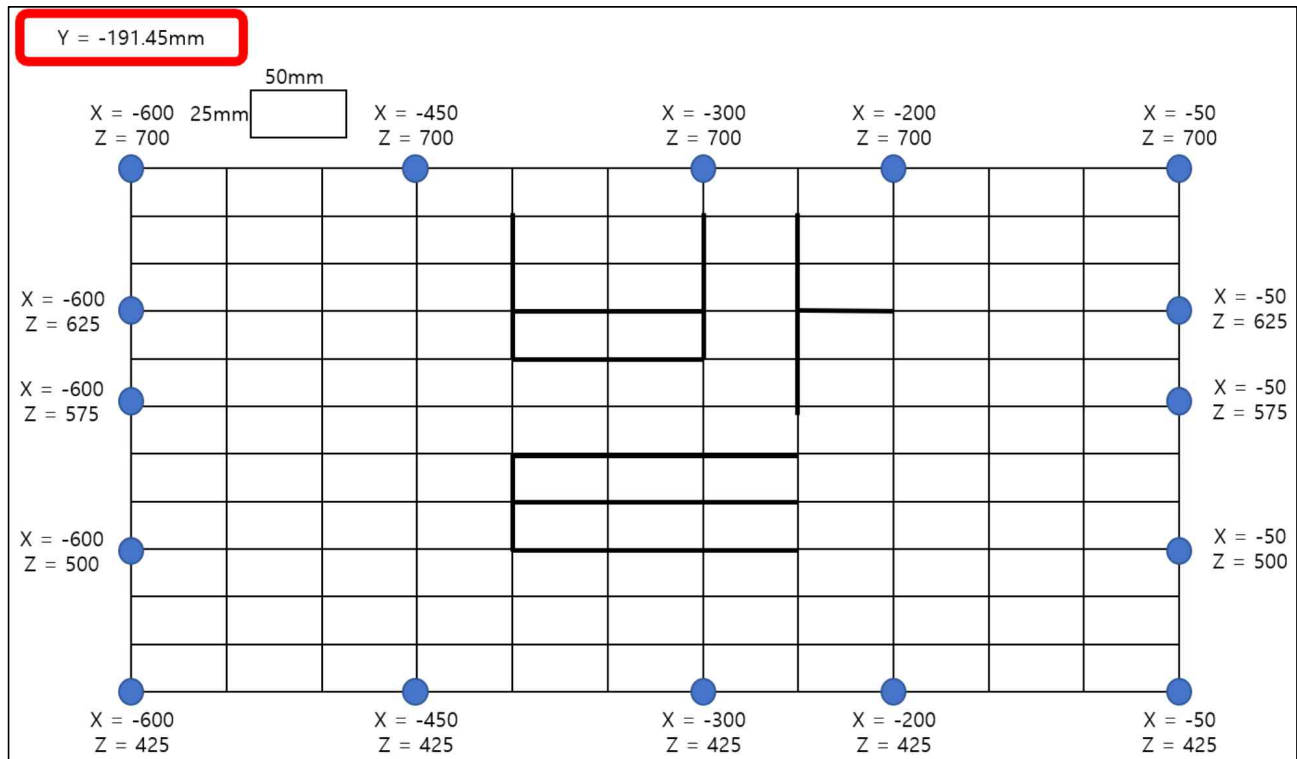 Y = -191.45mm
50mm
25mm
X = -600
Z = 700
X = -450
Z = 700
X = -300
Z = 700
X = -200
Z = 700
X = -50
Z = 700
X = -600
Z = 625
X = -50
Z = 625
X = -600
Z = 575
X = -50
Z = 575
X = -600
Z = 500
X = -50
Z = 500
X = -600
Z = 425
X = -450
Z = 425
X = -300
Z = 425
X = -200
Z = 425
X = -50
Z = 425